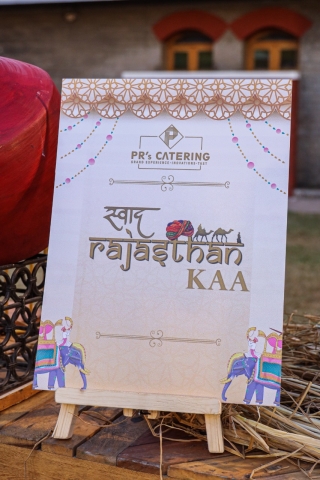 PR's CATERING
स्वाद
rajasthan
KAA